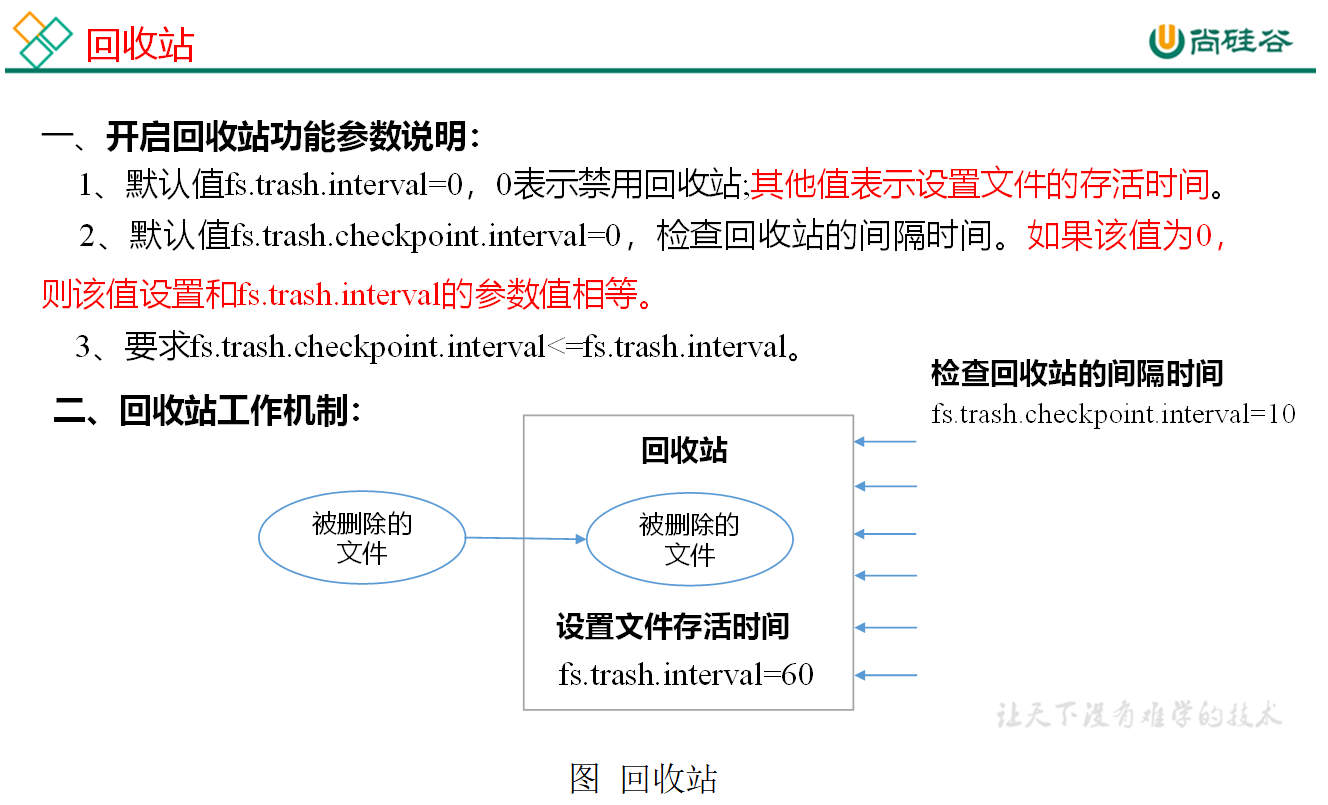 回收站
尚硅谷
一、开启回收站功能参数说明：
1、默认值fs.trash.interval=0，0表示禁用回收站;其他值表示设置文件的存活时间。
2、默认值fs.trash.checkpoint.interval=0，检查回收站的间隔时间。如果该值为0，
则该值设置和fs.trash.interval的参数值相等。
3、要求fs.trash.checkpoint.interval<=fs.trash.interval。
二、回收站工作机制：
检查回收站的间隔时间
fs.trash.checkpoint.interval=10
回收站
被删除的
文件
被删除的
文件
设置文件存活时间
fs.trash.interval=60
让天下没有难学的技术
图 回收站